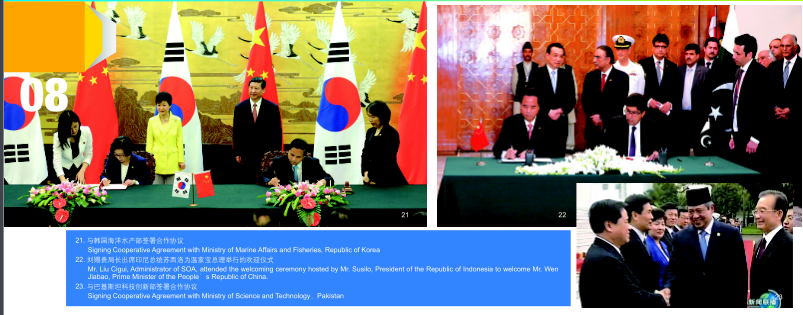 08
21
22
23
新闻联播
21. 与韩国海洋水产部签署合作协议
Signing Cooperative Agreement with Ministry of Marine Affairs and Fisheries, Republic of Korea
22. 刘赐贵局长出席印尼总统苏西洛为温家宝总理举行的欢迎仪式
Mr. Liu Cigui, Administrator of SOA, attended the welcoming ceremony hosted by Mr. Susilo, President of the Republic of Indonesia to welcome Mr. Wen
Jiabao, Prime Minister of the People’s Republic of China.
23. 与巴基斯坦科技创新部签署合作协议
Signing Cooperative Agreement with Ministry of Science and Technology, Pakistan